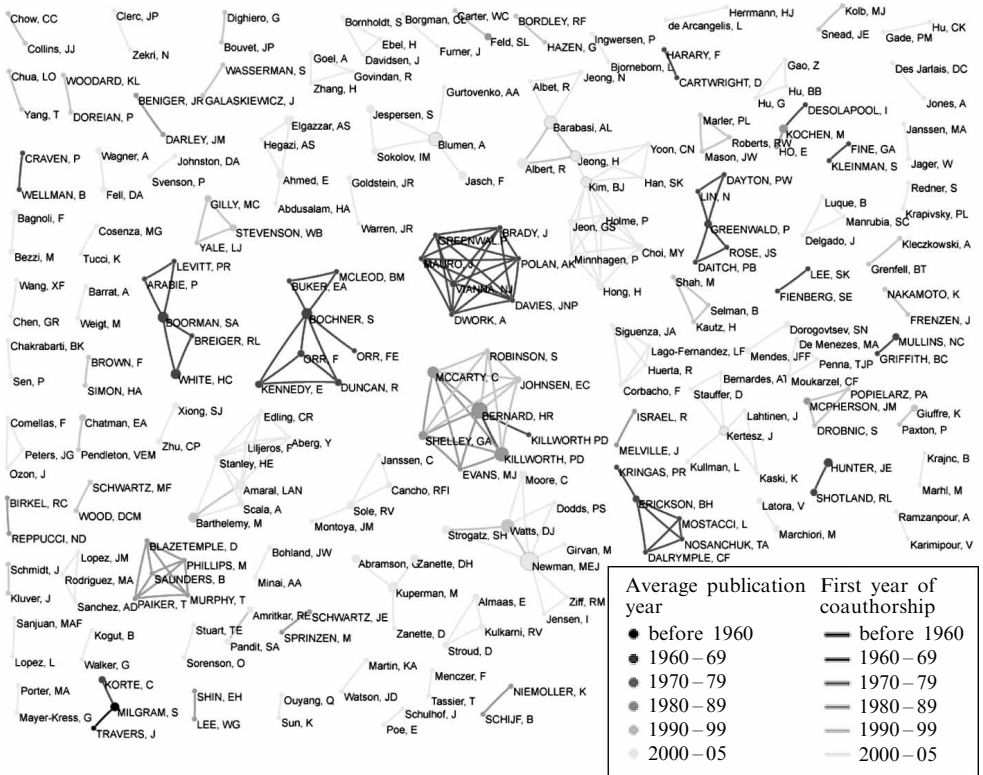 Chow, CC
Collins, JJ
Clerc, JP
Zekri, N
Dighiero, G
Bouvet, JP
Bornholdt, S
Ebel, H
Davidsen, J
Borgman, CL
Furner, J
Carter, WC
Feld, SL
BORDLEY, RF
HAZEN, G
Ingwersen, P
Bjorneborn, L
Herrmann, HJ
de Arcangelis, L
Kolb, MJ
Snead, JE
Hu, CK
Gade, PM
Chua, LO
Yang, T
WOODARD, KL
DOREIAN, P
WASSERMAN, S
GALASKIEWICZ, J
BENIGER, JR
DARLEY, JM
Goel, A
Govindan, R
Zhang, H
Gurtovenko, AA
Jespersen, S
Blumen, A
Sokolov, IM
Jasch, F
Albet, R
Jeong, N
Barabasi, AL
Albert, R
Jeong, H
Yoon, CN
Han, SK
Kim, BJ
Jeon, GS
Holme, P
Minnhagen, P
Choi, MY
Hong, H
HARARY, F
CARTWRIGHT, D
Gao, Z
Hu, BB
Hu, G
DESOLAPOOL, I
KOCHEN, M
HO, E
Marler, PL
Roberts, RW
Mason, JW
FINE, GA
KLEINMAN, S
Des Jarlais, DC
Jones, A
Janssen, MA
Jager, W
CRAVEN, P
WELLMAN, B
Wagner, A
Fell, DA
Johnston, DA
Svenson, P
Elgazzar, AS
Hegazi, AS
Ahmed, E
Abdusalam, HA
Goldstein, JR
Warren, JR
GILLY, MC
STEVENSON, WB
YALE, LJ
DAYTON, PW
LIN, N
GREENWALD, P
ROSE, JS
DAITCH, PB
Luque, B
Manrubia, SC
Delgado, J
Redner, S
Krapivsky, PL
Bagnoli, F
Bezzi, M
Cosenza, MG
Tucci, K
GREENWAL P
BRADY, J
MAURO, J
POLAN, AK
VIANNA, NJ
DAVIES, JNP
DWORK, A
Kleczkowski, A
Grenfell, BT
Wang, XF
Chen, GR
Barrat, A
Weigt, M
LEVITT, PR
ARABIE, P
BOORMAN, SA
BREIGER, RL
WHITE, HC
MCLEOD, BM
BUKER, EA
BOCHNER, S
ORR, F
ORR, FE
KENNEDY, E
DUNCAN, R
Shah, M
Selman, B
Kautz, H
LEE, SK
FIENBERG, SE
NAKAMOTO, K
FRENZEN, J
Chakrabarti, BK
Sen, P
BROWN, F
SIMON, HA
Siguenza, JA
Lago-Fernandez, LF
Huerta, R
Corbacho, F
Dorogovtsev, SN
De Menezes, MA
Mendes, JFF
Penna, TJP
Moukarzel, CF
MULLINS, NC
GRIFFITH, BC
ROBINSON, S
MCCARTY, C
JOHNSEN, EC
BERNARD, HR
SHELLEY, GA
KILLWORTH PD
KILLWORTH, PD
EVANS, MJ
Bernardes, AT
Stauffer, D
Lahtinen, J
Kertesz, J
Kullman, L
Kaski, K
POPIELARZ, PA
MCPHERSON, JM
DROBNIC, S
Giuffre, K
Paxton, P
Comellas, F
Peters, JG
Ozon, J
Chatman, EA
Pendleton, VEM
Xiong, SJ
Zhu, CP
Edling, CR
Liljeros, F
Aberg, Y
Stanley, HE
Amaral, LAN
Scala, A
Barthelemy, M
ISRAEL, R
MELVILLE, J
HUNTER, JE
SHOTLAND, RL
Krajnc, B
Marhl, M
Janssen, C
Cancho, RFI
Sole, RV
Montoya, JM
Moore, C
Dodds, PS
Strogatz, SH
Watts, DJ
Girvan, M
Newman, MEJ
Ziff, RM
Jensen, I
KRINGAS, PR
ERICKSON, BH
MOSTACCI, L
NOSANCHUK, TA
DALRYMPLE, CF
Latora, V
Marchiori, M
Ramzanpour, A
Karimipour, V
BIRKEL, RC
REPPUCCI, ND
SCHWARTZ, MF
WOOD, DCM
BLAZETEMPLE, D
PHILLIPS, M
SAUNDERS, B
PAIKER, T
MURPHY, T
Lopez, JM
Rodriguez, MA
Sanchez, AD
Schmidt, J
Kluver, J
Bohland, JW
Minai, AA
Abramson, G
Zanette, DH
Kuperman, M
Zanette, D
Almaas, E
Kulkarni, RV
Stroud, D
Sanjuan, MAF
Lopez, L
Kogut, B
Walker, G
Stuart, TE
Sorenson, O
Amritkar, RE
Pandit, SA
SCHWARTZ, JE
SPRINZEN, M
Porter, MA
Mayer-Kress, G
KORTE, C
MILGRAM, S
TRAVERS, J
SHIN, EH
LEE, WG
Ouyang, Q
Sun, K
Martin, KA
Watson, JD
Menczer, F
Tassier, T
Schulhof, J
Poe, E
NIEMOLLER, K
SCHIJF, B
Average publication year
First year of coauthorship
before 1960
before 1960
1960–69
1960–69
1970–79
1970–79
1980–89
1980–89
1990–99
1990–99
2000–05
2000–05